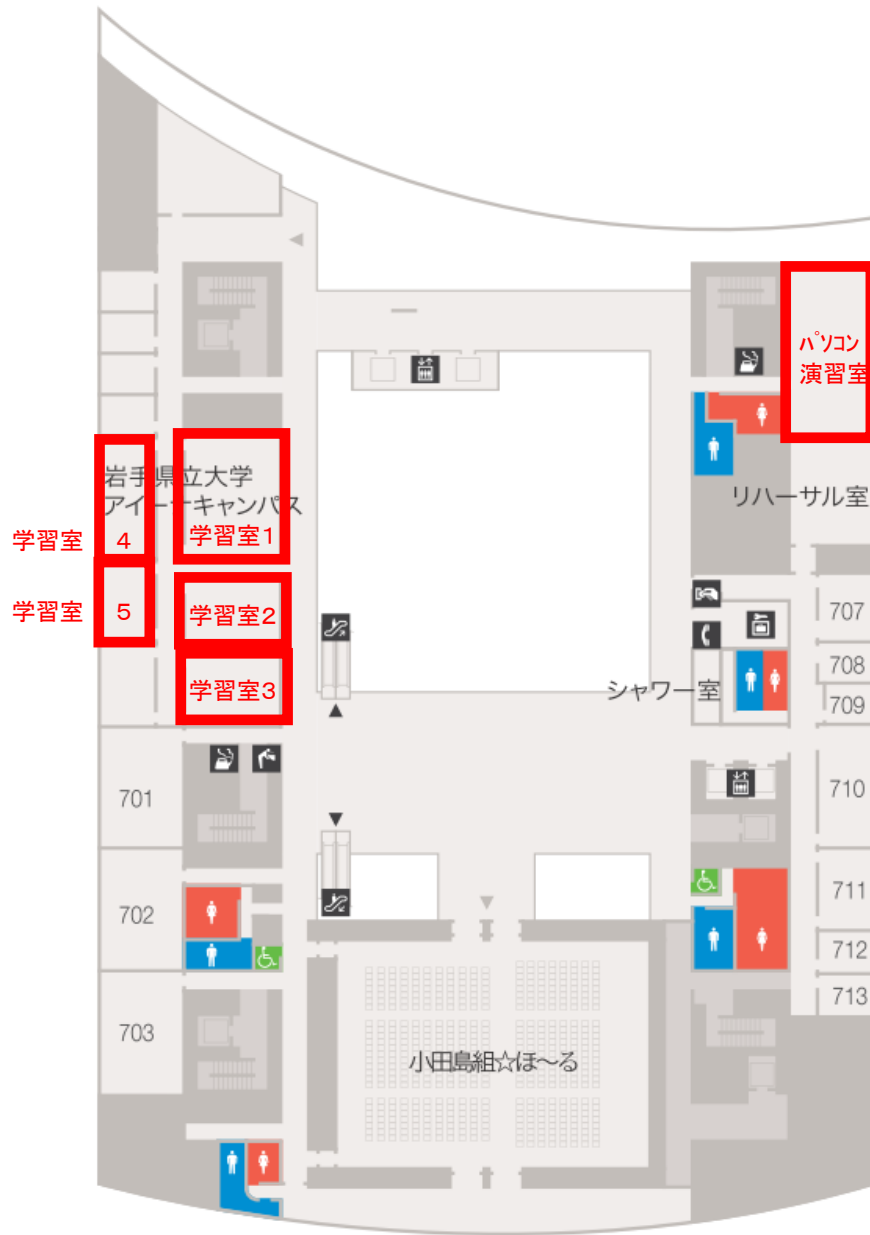 パソコン
演習室
岩手県立大学
アイーナキャンパス
学習室 4
学習室1
リハーサル室
学習室 5
学習室2
707
708
学習室3
シャワー室
709
701
710
702
711
712
713
703
小田島組☆ほ〜る